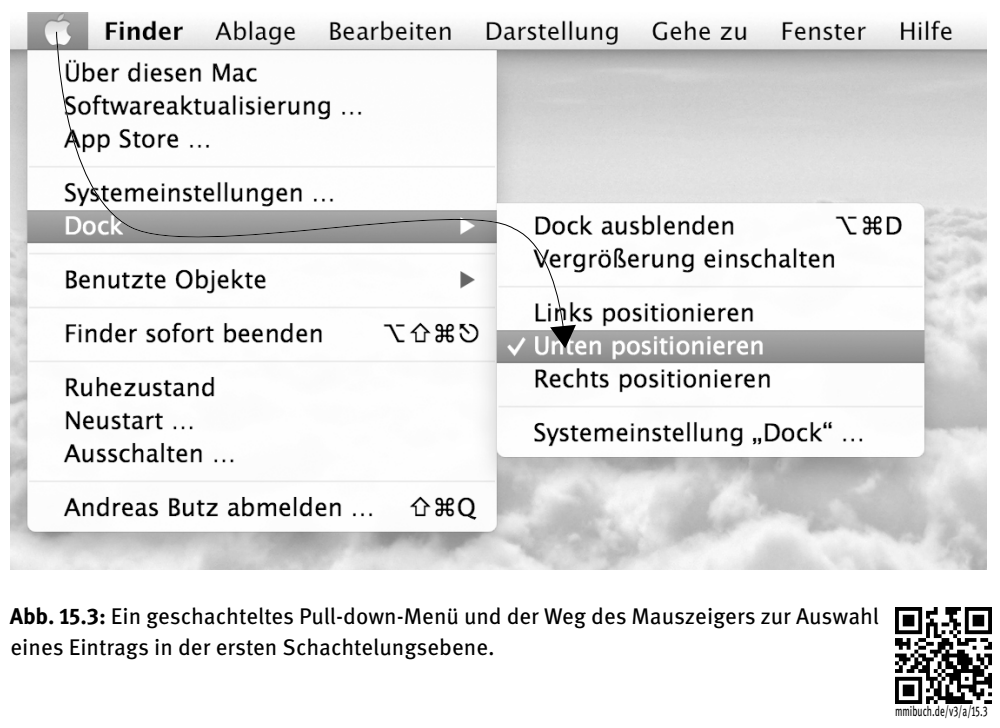 Finder Ablage Bearbeiten Darstellung Gehe zu Fenster Hilfe
Über diesen Mac
Softwareaktualisierung …
App Store …
Systemeinstellungen …
Dock
Benutzte Objekte
Finder sofort beenden ⌥⇧⌘⎋
Ruhezustand
Neustart …
Ausschalten …
Andreas Butz abmelden … ⇧⌘Q
Dock ausblenden ⌥⌘D
Vergrößerung einschalten
Links positionieren
✓ Unten positionieren
Rechts positionieren
Systemeinstellung „Dock“ …
Abb. 15.3: Ein geschachteltes Pull-down-Menü und der Weg des Mauszeigers zur Auswahl
eines Eintrags in der ersten Schachtelungsebene.
mmibuch.de/v3/a/15.3